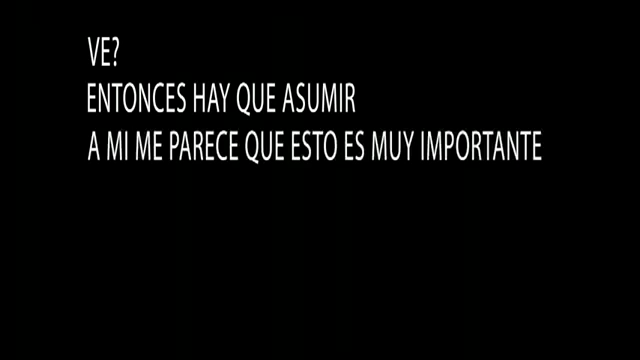 VE?
ENTONCES HAY QUE ASUMIR
A MI ME PARECE QUE ESTO ES MUY IMPORTANTE